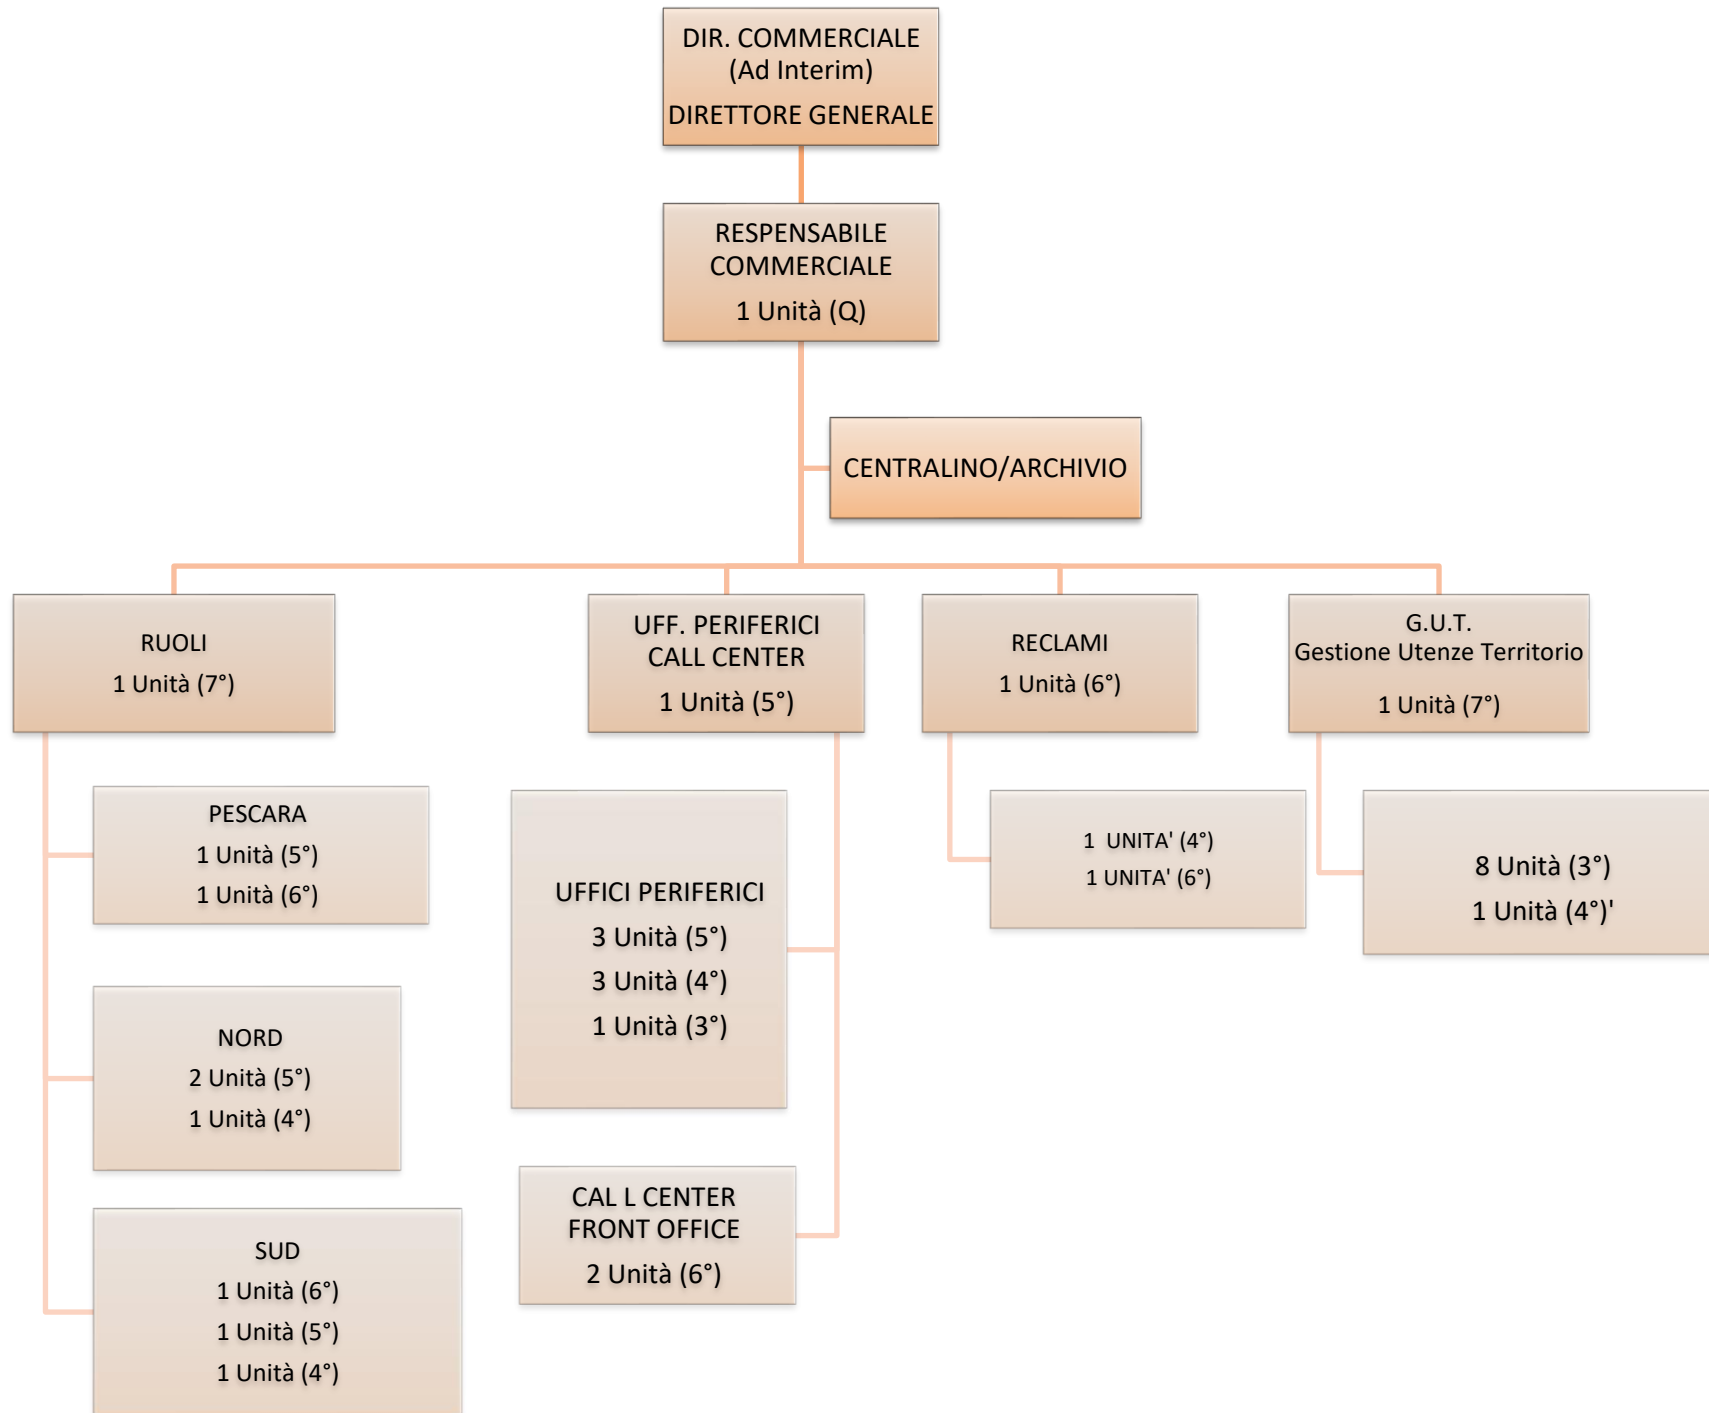 DIR. COMMERCIALE
(Ad Interim)
DIRETTORE GENERALE
RESPENSABILE
COMMERCIALE
1 Unità (Q)
CENTRALINO/ARCHIVIO
RUOLI
1 Unità (7°)
UFF. PERIFERICI
CALL CENTER
1 Unità (5°)
RECLAMI
1 Unità (6°)
G.U.T.
Gestione Utenze Territorio
1 Unità (7°)
PESCARA
1 Unità (5°)
1 Unità (6°)
NORD
2 Unità (5°)
1 Unità (4°)
SUD
1 Unità (6°)
1 Unità (5°)
1 Unità (4°)
UFFICI PERIFERICI
3 Unità (5°)
3 Unità (4°)
1 Unità (3°)
CAL L CENTER
FRONT OFFICE
2 Unità (6°)
1 UNITA' (4°)
1 UNITA' (6°)
8 Unità (3°)
1 Unità (4°)'